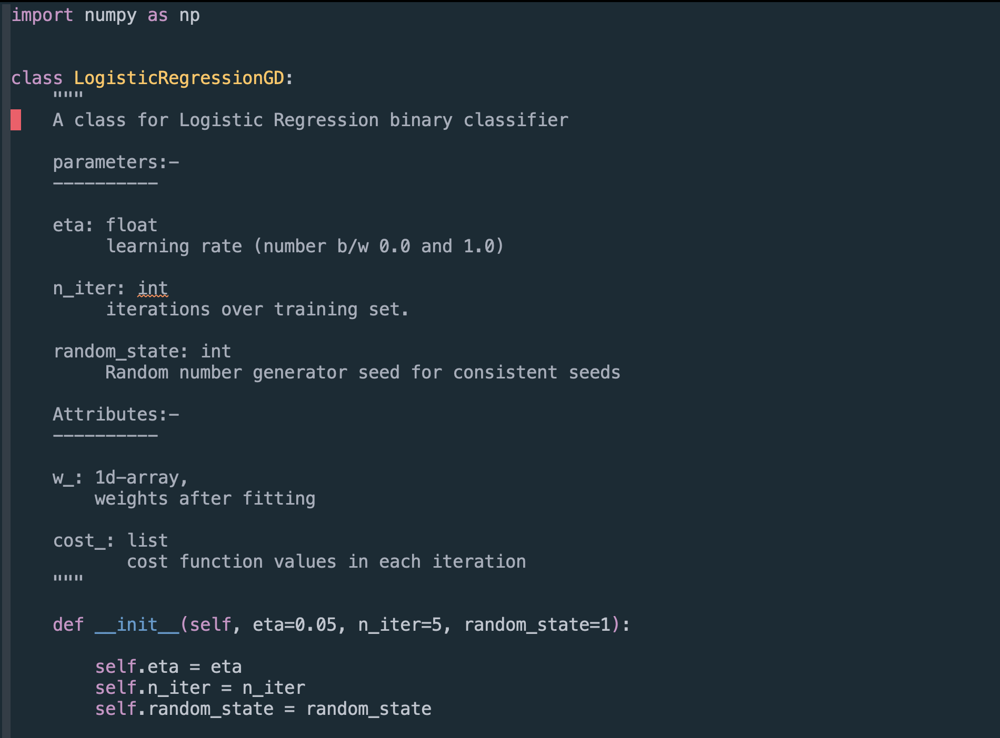 import numpy as np
class LogisticRegressionGD:
    """
    A class for Logistic Regression binary classifier
    parameters:-
    ----------
    eta: float
         learning rate (number b/w 0.0 and 1.0)
    n_iter: int
         iterations over training set.
    random_state: int
         Random number generator seed for consistent seeds
    Attributes:-
    ----------
    w_: 1d-array,
        weights after fitting
    cost_: list
           cost function values in each iteration
    """
    def __init__(self, eta=0.05, n_iter=5, random_state=1):
        self.eta = eta
        self.n_iter = n_iter
        self.random_state = random_state